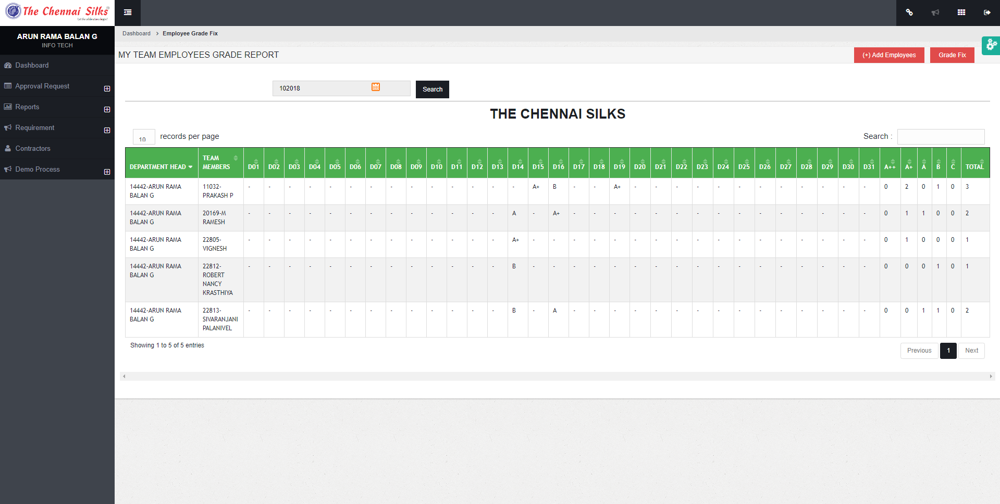 The Chennai Silks
Let the celebrations begin!
ARUN RAMA BALAN G
INFO TECH
Dashboard
Approval Request
Reports
Requirement
Contractors
Demo Process
Dashboard > Employee Grade Fix
MY TEAM EMPLOYEES GRADE REPORT
(+) Add Employees
Grade Fix
102018
Search
THE CHENNAI SILKS
10 records per page
Search :
DEPARTMENT HEAD TEAM MEMBERS D01 D02 D03 D04 D05 D06 D07 D08 D09 D10 D11 D12 D13 D14 D15 D16 D17 D18 D19 D20 D21 D22 D23 D24 D25 D26 D27 D28 D29 D30 D31 A++ A+ A B C TOTAL
14442-ARUN RAMA 11032- - - - - - - - - - - - - - - A+ B - - A+ - - - - - - - - - - - - 0 2 0 1 0 3
BALAN G PRAKASH P
14442-ARUN RAMA 20169-M - - - - - - - - - - - - - A - A+ - - - - - - - - - - - - - - - 0 1 1 0 0 2
BALAN G RAMESH
14442-ARUN RAMA 22805- - - - - - - - - - - - - - A+ - - - - - - - - - - - - - - - - - 0 1 0 0 0 1
BALAN G VIGNESH
14442-ARUN RAMA 22812- - - - - - - - - - - - - - B - - - - - - - - - - - - - - - - - 0 0 0 1 0 1
BALAN G ROBERT
NANCY
KRASTHIYA
14442-ARUN RAMA 22813- - - - - - - - - - - - - - B - A - - - - - - - - - - - - - - - 0 0 1 1 0 2
BALAN G SIVARANJANI
PALANIVEL
Showing 1 to 5 of 5 entries
Previous 1 Next